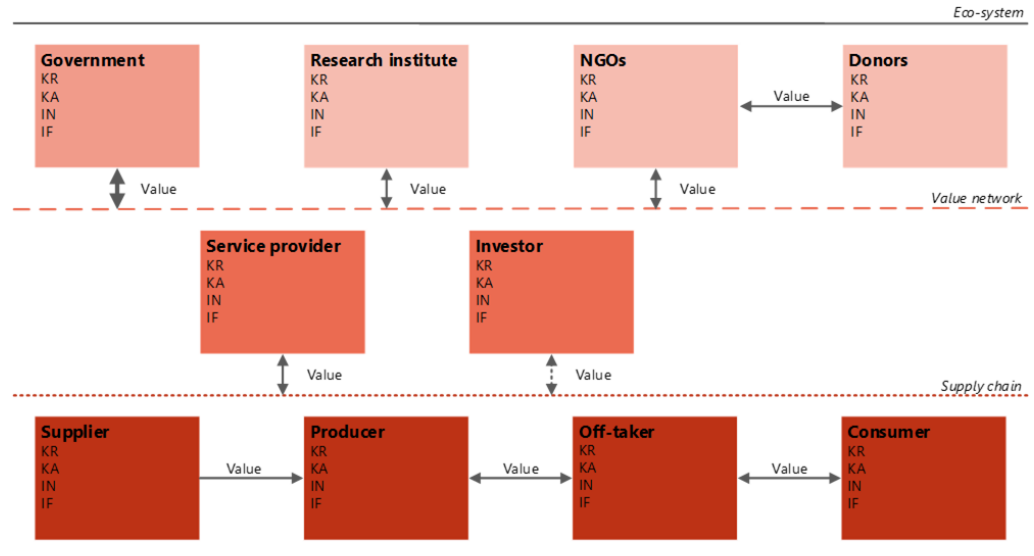 Eco-system
Government
KR
KA
IN
IF
Research institute
KR
KA
IN
IF
NGOs
KR
KA
IN
IF
Value
Donors
KR
KA
IN
IF
Value
Value
Value
Value network
Service provider
KR
KA
IN
IF
Investor
KR
KA
IN
IF
Value
Value
Supply chain
Supplier
KR
KA
IN
IF
Value
Producer
KR
KA
IN
IF
Value
Off-taker
KR
KA
IN
IF
Value
Consumer
KR
KA
IN
IF